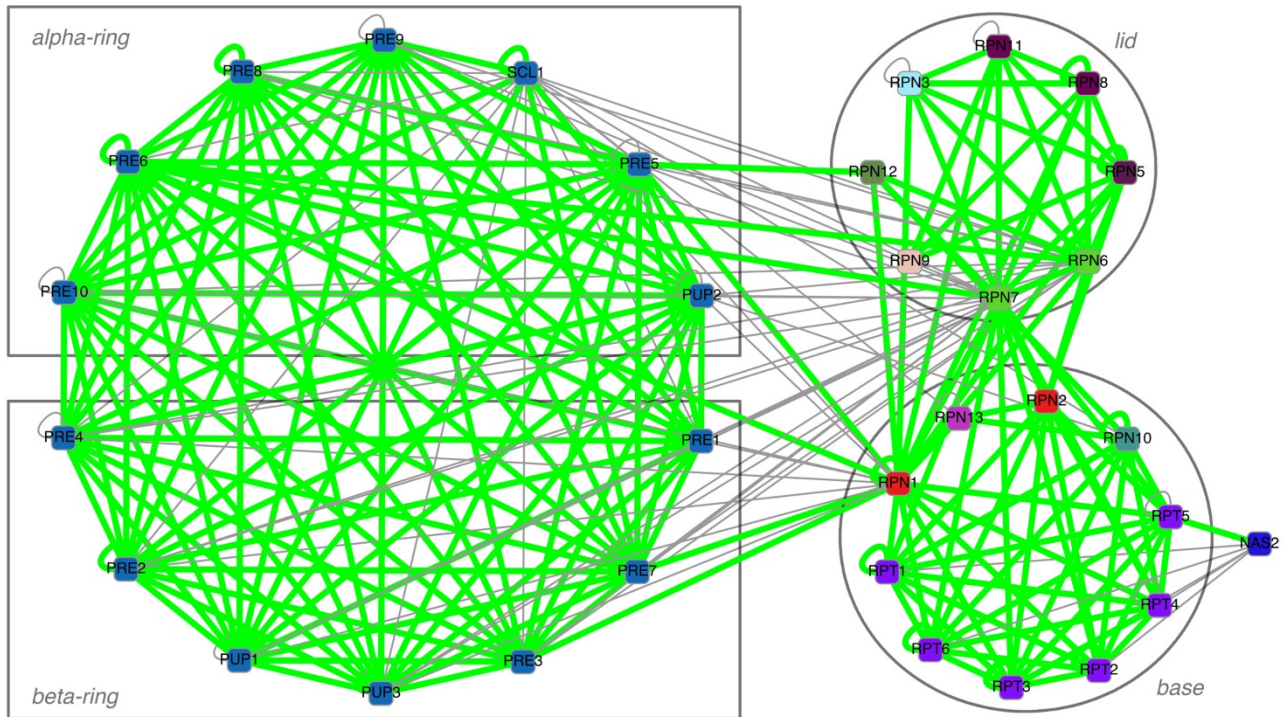 alpha-ring
PRE9
PRE8
SCL1
PRE6
PRE5
PRE10
PUP2
PRE4
PRE1
PRE2
PRE7
PUP1
PRE3
PUP3
beta-ring
lid
RPN11
RPN3
RPN8
RPN12
RPN5
RPN9
RPN6
RPN7
RPN2
RPN13
RPN10
RPN1
RPT5
NAS2
RPT1
RPT4
RPT6
RPT2
RPT3
base